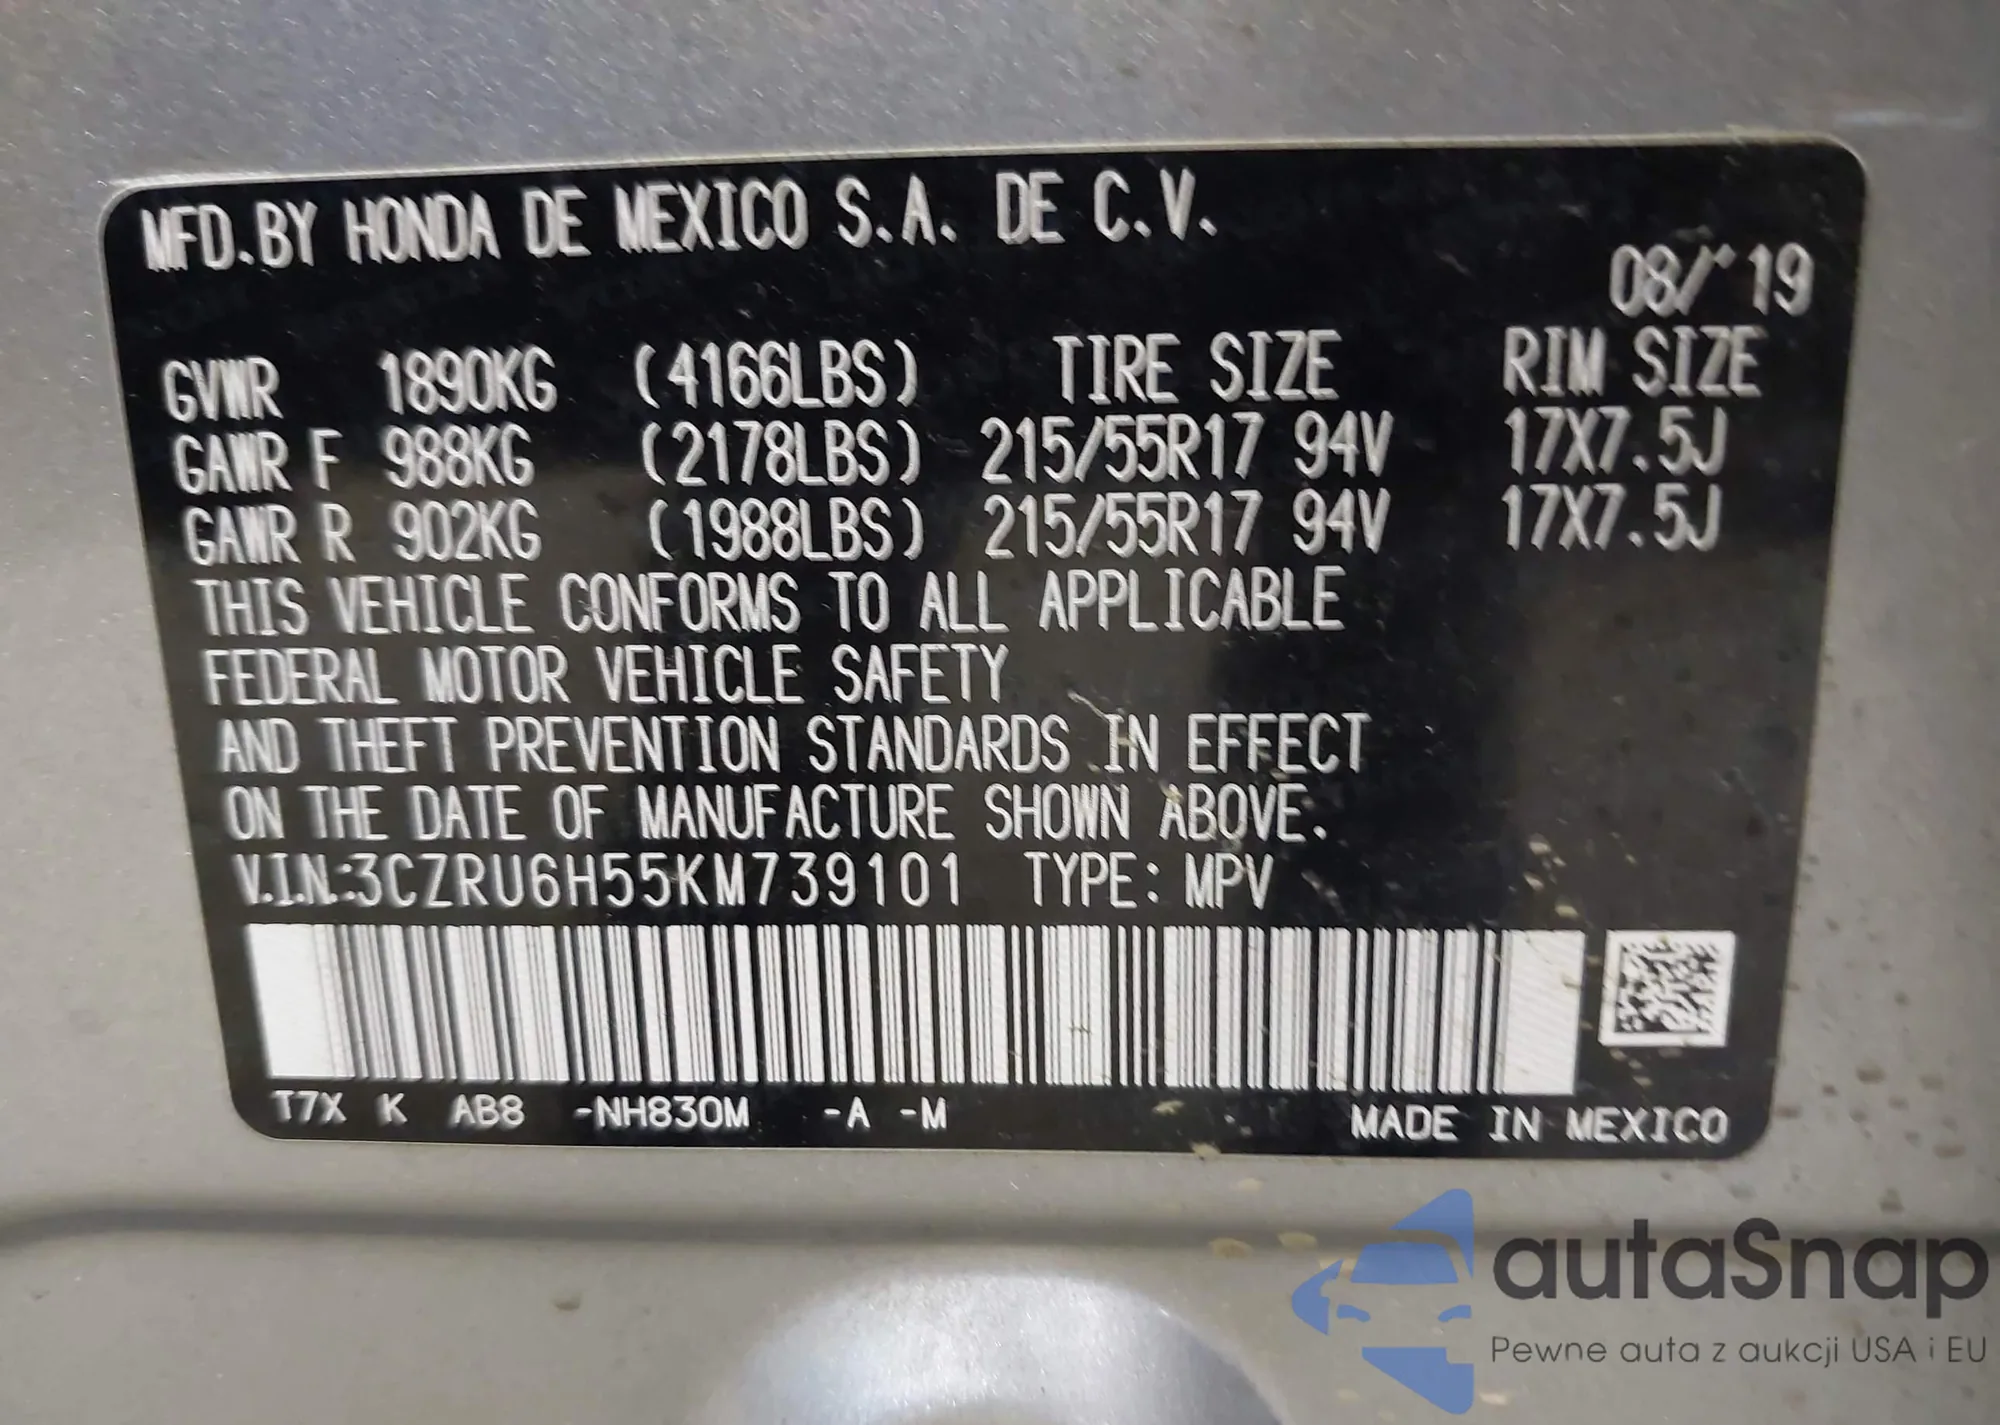 MFD.BY HONDA DE MEXICO S.A. DE C.V.
08/'19
GVWR 1890KG (4166LBS) TIRE SIZE RIM SIZE
GAWR F 988KG (2178LBS) 215/55R17 94V 17X7.5J
GAWR R 902KG (1988LBS) 215/55R17 94V 17X7.5J
THIS VEHICLE CONFORMS TO ALL APPLICABLE
FEDERAL MOTOR VEHICLE SAFETY
AND THEFT PREVENTION STANDARDS IN EFFECT
ON THE DATE OF MANUFACTURE SHOWN ABOVE.
V.I.N.:3CZRU6H55KM739101 TYPE: MPV
T7X K AB8 -NH830M -A -M MADE IN MEXICO
autaSnap
Pewne auta z aukcji USA i EU